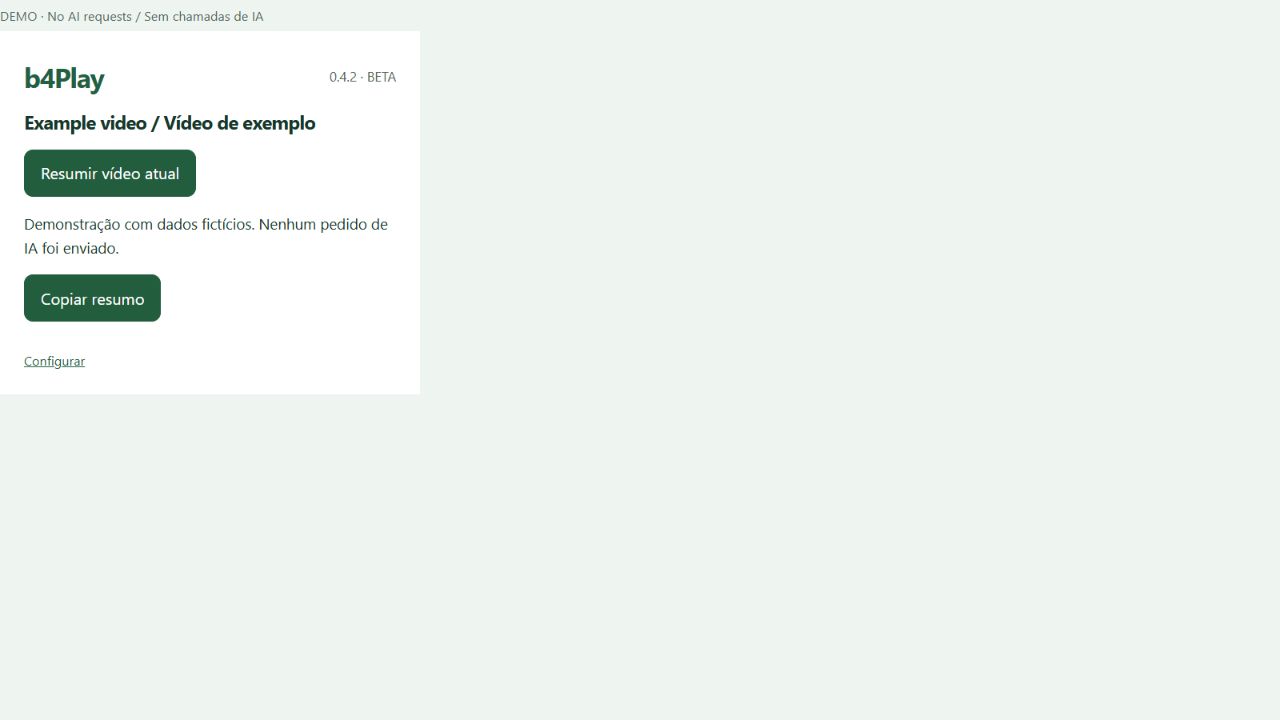 DEMO · No AI requests / Sem chamadas de IA
b4Play
0.4.2 · BETA
Example video / Vídeo de exemplo
Resumir vídeo atual
Demonstração com dados fictícios. Nenhum pedido de
IA foi enviado.
Copiar resumo
Configurar